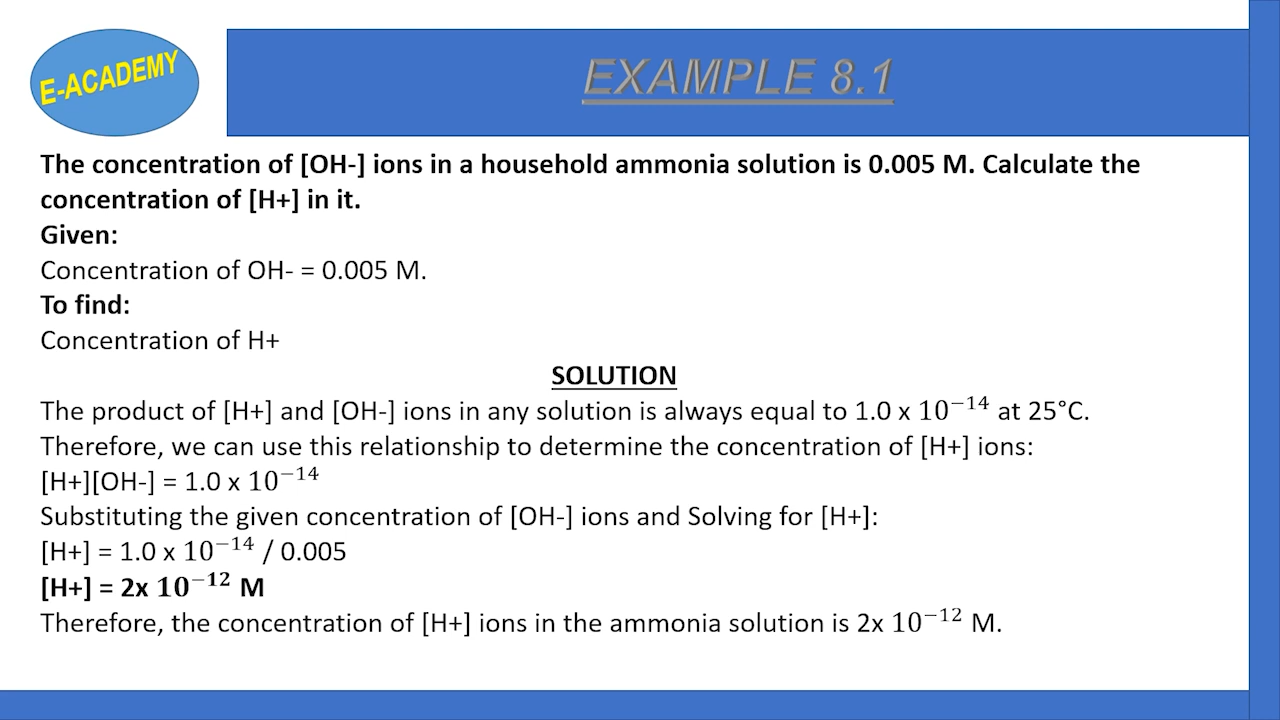 E-ACADEMY
EXAMPLE 8.1
The concentration of [OH-] ions in a household ammonia solution is 0.005 M. Calculate the
concentration of [H+] in it.
Given:
Concentration of OH- = 0.005 M.
To find:
Concentration of H+
SOLUTION
The product of [H+] and [OH-] ions in any solution is always equal to 1.0 x 10⁻¹⁴ at 25°C.
Therefore, we can use this relationship to determine the concentration of [H+] ions:
[H+][OH-] = 1.0 x 10⁻¹⁴
Substituting the given concentration of [OH-] ions and Solving for [H+]:
[H+] = 1.0 x 10⁻¹⁴ / 0.005
[H+] = 2x 10⁻¹² M
Therefore, the concentration of [H+] ions in the ammonia solution is 2x 10⁻¹² M.